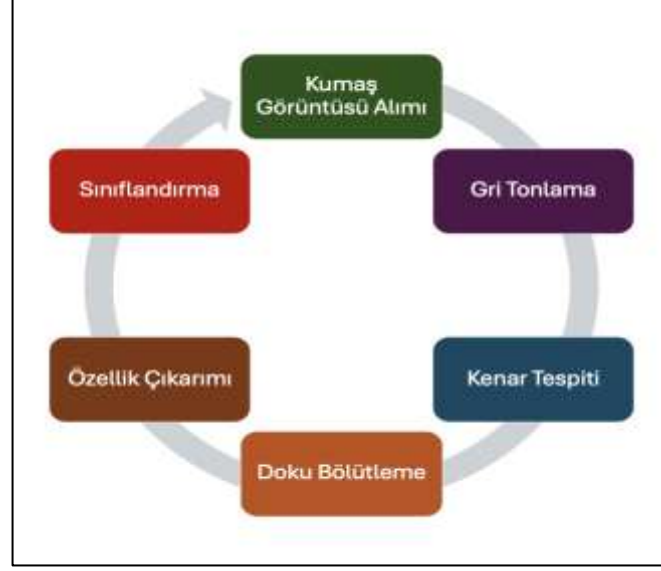 Kumaş
Görüntüsü Alımı
Gri Tonlama
Kenar Tespiti
Doku Bölütleme
Özellik Çıkarımı
Sınıflandırma